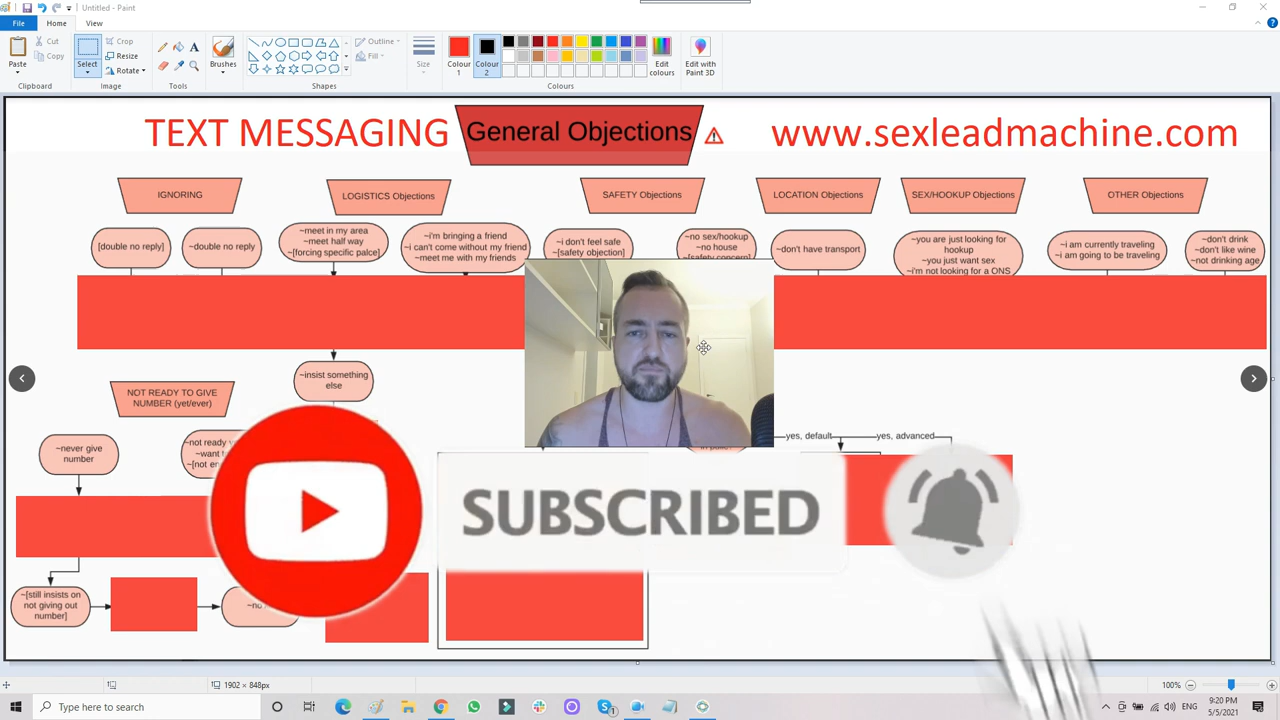 Untitled - Paint
File
Home
View
Paste
Cut
Copy
Clipboard
Select
Crop
Resize
Rotate
Image
Tools
Brushes
Shapes
Outline
Fill
Size
Colour
1
Colour
2
Edit
colours
Edit with
Paint 3D
Colours
TEXT MESSAGING
General Objections
www.sexleadmachine.com
IGNORING
LOGISTICS Objections
SAFETY Objections
LOCATION Objections
SEX/HOOKUP Objections
OTHER Objections
[double no reply]
~double no reply
~meet in my area
~meet half way
~[forcing specific palce]
~i'm bringing a friend
~i can't come without my friend
~meet me with my friends
~i don't feel safe
~[safety objection]
~no sex/hookup
~no house
~[safety concern]
~don't have transport
~you are just looking for
hookup
~you just want sex
~i'm not looking for a ONS
~i am currently traveling
~i am going to be traveling
~don't drink
~don't like wine
~not drinking age
~insist something
else
NOT READY TO GIVE
NUMBER (yet/ever)
~never give
number
~not ready
~want
~[not
yes, default
yes, advanced
SUBSCRIBED
~[still insists on
not giving out
number]
~no
1902 × 848px
100%
Type here to search
ENG
9:20 PM
5/5/2021